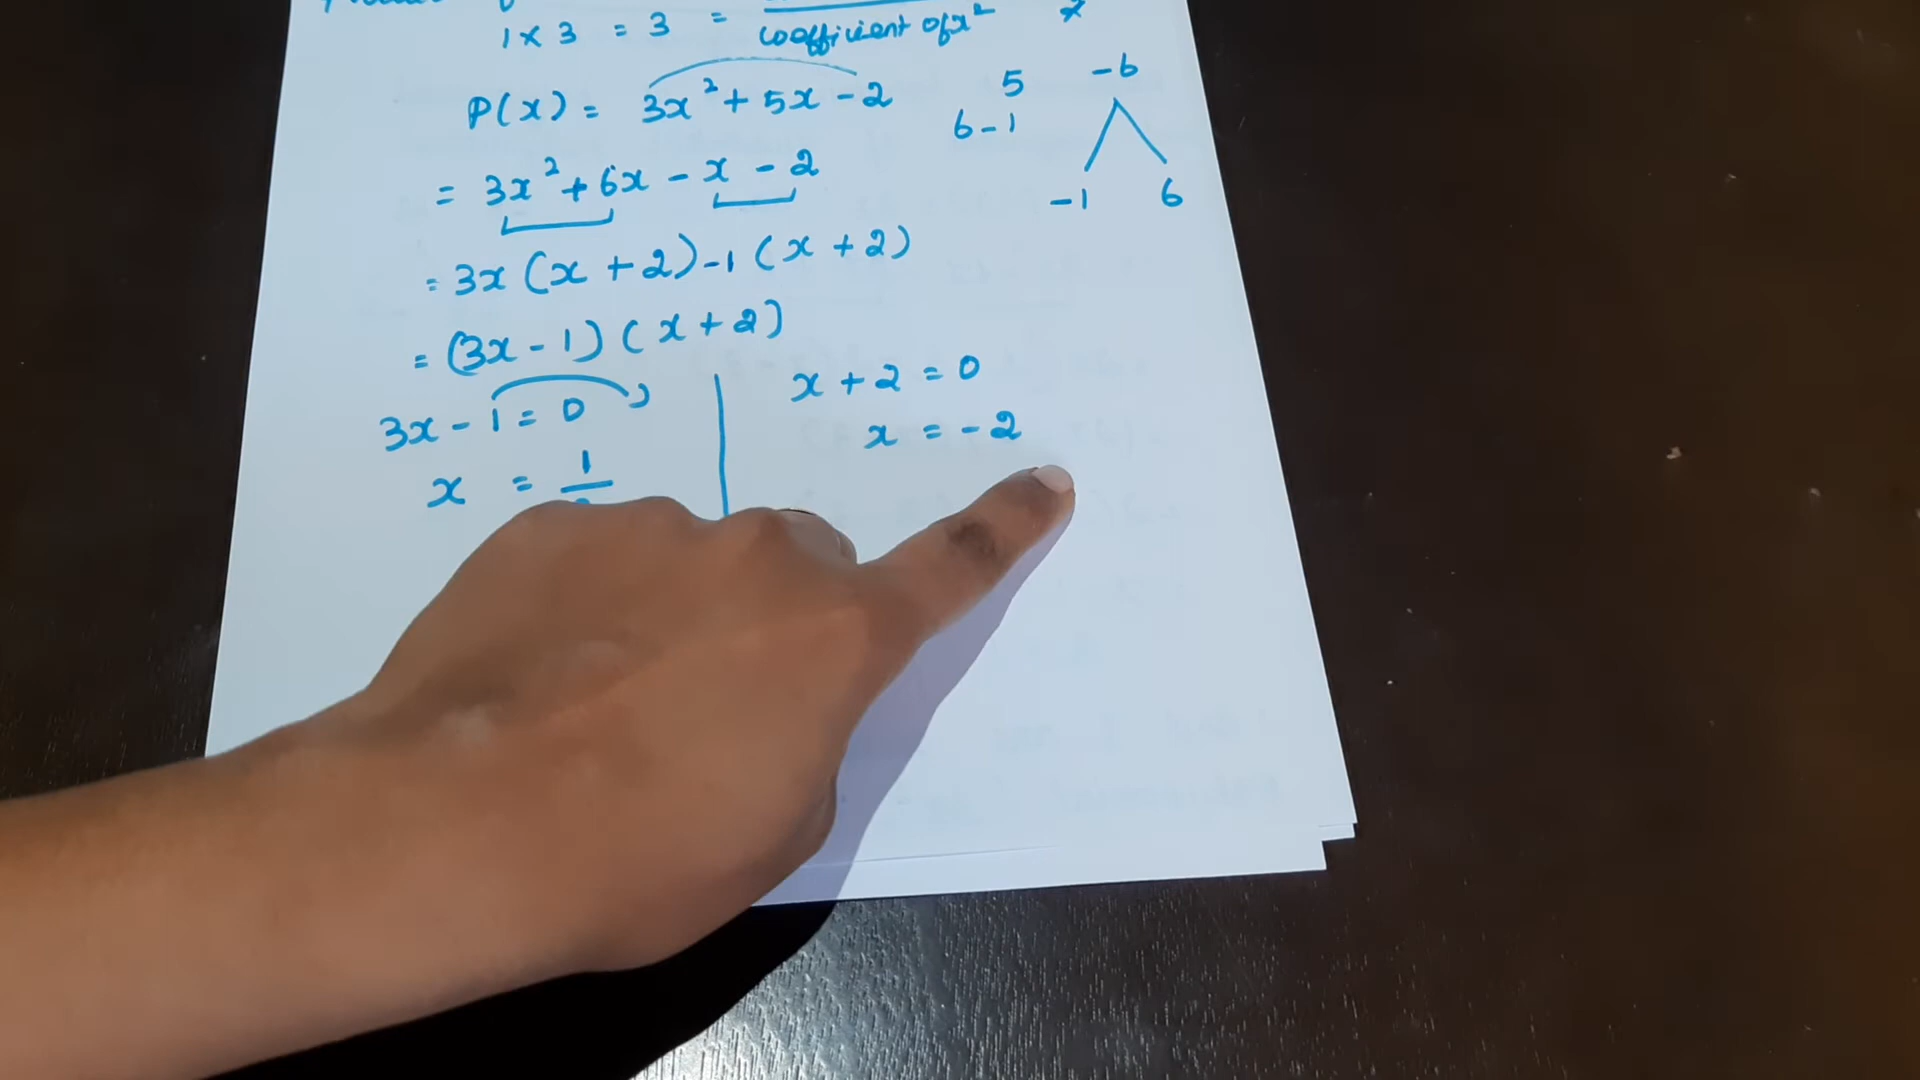 1 x 3 = 3 =
coefficient of x²
P(x) = 3x² + 5x - 2
5
6 - 1
-6
-1 6
= 3x² + 6x - x - 2
= 3x (x + 2) - 1 (x + 2)
= (3x - 1) (x + 2)
3x - 1 = 0
x = 1
x + 2 = 0
x = -2